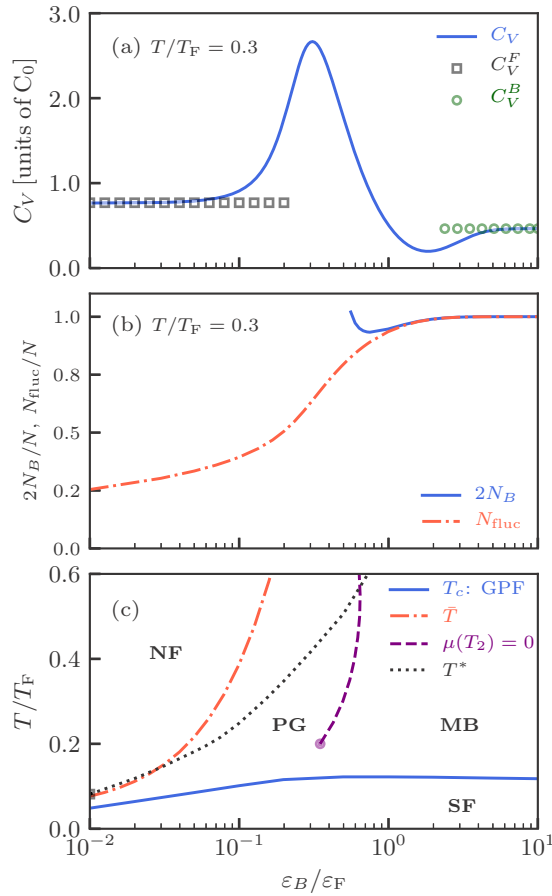 3.0
2.0
1.0
0.0
C_V [units of C_0]
(a) T/T_F = 0.3
C_V
C_V^F
C_V^B
1.0
0.8
0.5
0.2
0.0
2N_B/N, N_fluc/N
(b) T/T_F = 0.3
2N_B
N_fluc
0.6
0.4
0.2
0.0
T/T_F
(c)
T_c: GPF
T̄
μ(T_2) = 0
T^*
NF
PG
MB
SF
10^−2
10^−1
10^0
10^1
ε_B/ε_F